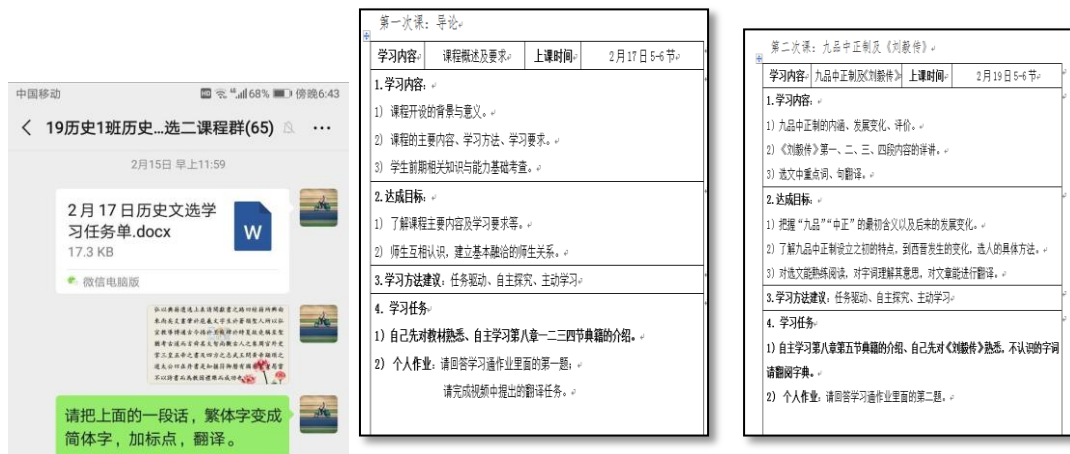 中国移动 68% 傍晚6:43
19历史1班历史...选二课程群(65)
2月15日 早上11:59
2月17日历史文选学
习任务单.docx
W
17.3 KB
微信电脑版
请把上面的一段话，繁体字变成
简体字，加标点，翻译。
第一次课：导论
学习内容 课程概述及要求 上课时间 2月17日5-6节
1.学习内容：
1) 课程开设的背景与意义。
2) 课程的主要内容、学习方法、学习要求。
3) 学生前期相关知识与能力基础考查。
2.达成目标：
1) 了解课程主要内容及学习要求等。
2) 师生互相认识，建立基本融洽的师生关系。
3.学习方法建议：任务驱动、自主探究、主动学习
4. 学习任务
1) 自己先对教材熟悉、自主学习第八章一二三四节典籍的介绍。
2) 个人作业：请回答学习通作业里面的第一题；
请完成视频中提出的翻译任务。
第二次课：九品中正制及《刘毅传》
学习内容 九品中正制及《刘毅传》 上课时间 2月19日5-6节
1.学习内容：
1) 九品中正制的内涵、发展变化、评价。
2) 《刘毅传》第一、二、三、四段内容的详讲。
3) 选文中重点词、句翻译。
2.达成目标：
1) 把握“九品”“中正”的最初含义以及后来的发展变化。
2) 了解九品中正制设立之初的特点，到西晋发生的变化，选人的具体方法。
3) 对选文能熟练阅读，对字词理解其意思，对文章能进行翻译。
3.学习方法建议：任务驱动、自主探究、主动学习
4. 学习任务
1) 自主学习第八章第五节典籍的介绍、自己先对《刘毅传》熟悉，不认识的字词
请翻阅字典。
2) 个人作业：请回答学习通作业里面的第二题。